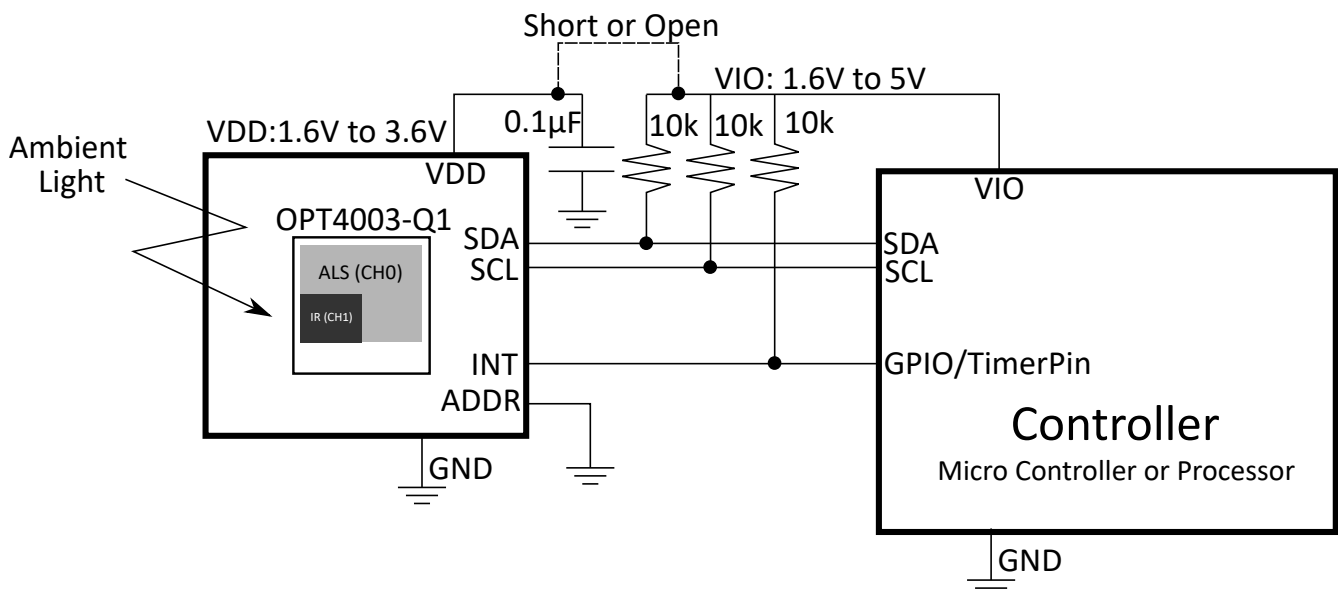 Short or Open
VIO: 1.6V to 5V
0.1µF
10k
10k
10k
VDD:1.6V to 3.6V
Ambient
Light
VDD
VIO
OPT4003-Q1
SDA
SDA
ALS (CH0)
SCL
SCL
IR (CH1)
INT
GPIO/TimerPin
ADDR
Controller
GND
Micro Controller or Processor
GND